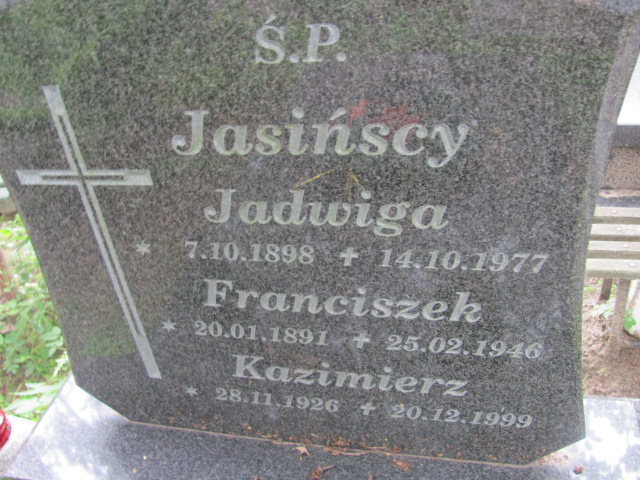 Ś.P.
Jasińscy
Jadwiga
* 7.10.1898 ✝ 14.10.1977
Franciszek
* 20.01.1891 ✝ 25.02.1946
Kazimierz
* 28.11.1926 ✝ 20.12.1999